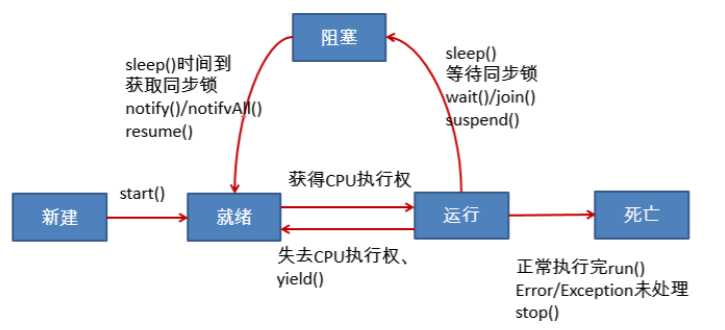 阻塞
sleep()时间到
获取同步锁
notify()/notifvAll()
resume()
sleep()
等待同步锁
wait()/join()
suspend()
start()
获得CPU执行权
新建
就绪
运行
死亡
失去CPU执行权、
yield()
正常执行完run()
Error/Exception未处理
stop()